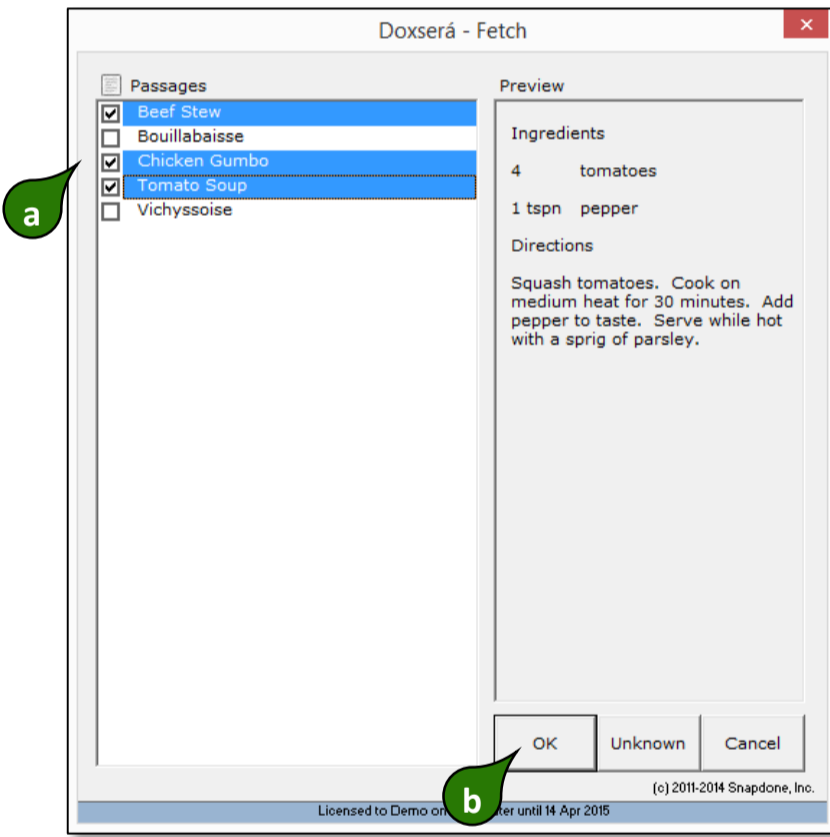 Doxserá - Fetch
Passages
Beef Stew
Bouillabaisse
Chicken Gumbo
Tomato Soup
Vichyssoise
a
Preview
Ingredients
4 tomatoes
1 tspn pepper
Directions
Squash tomatoes. Cook on
medium heat for 30 minutes. Add
pepper to taste. Serve while hot
with a sprig of parsley.
OK Unknown Cancel
b
(c) 2011-2014 Snapdone, Inc.
Licensed to Demo on until 14 Apr 2015